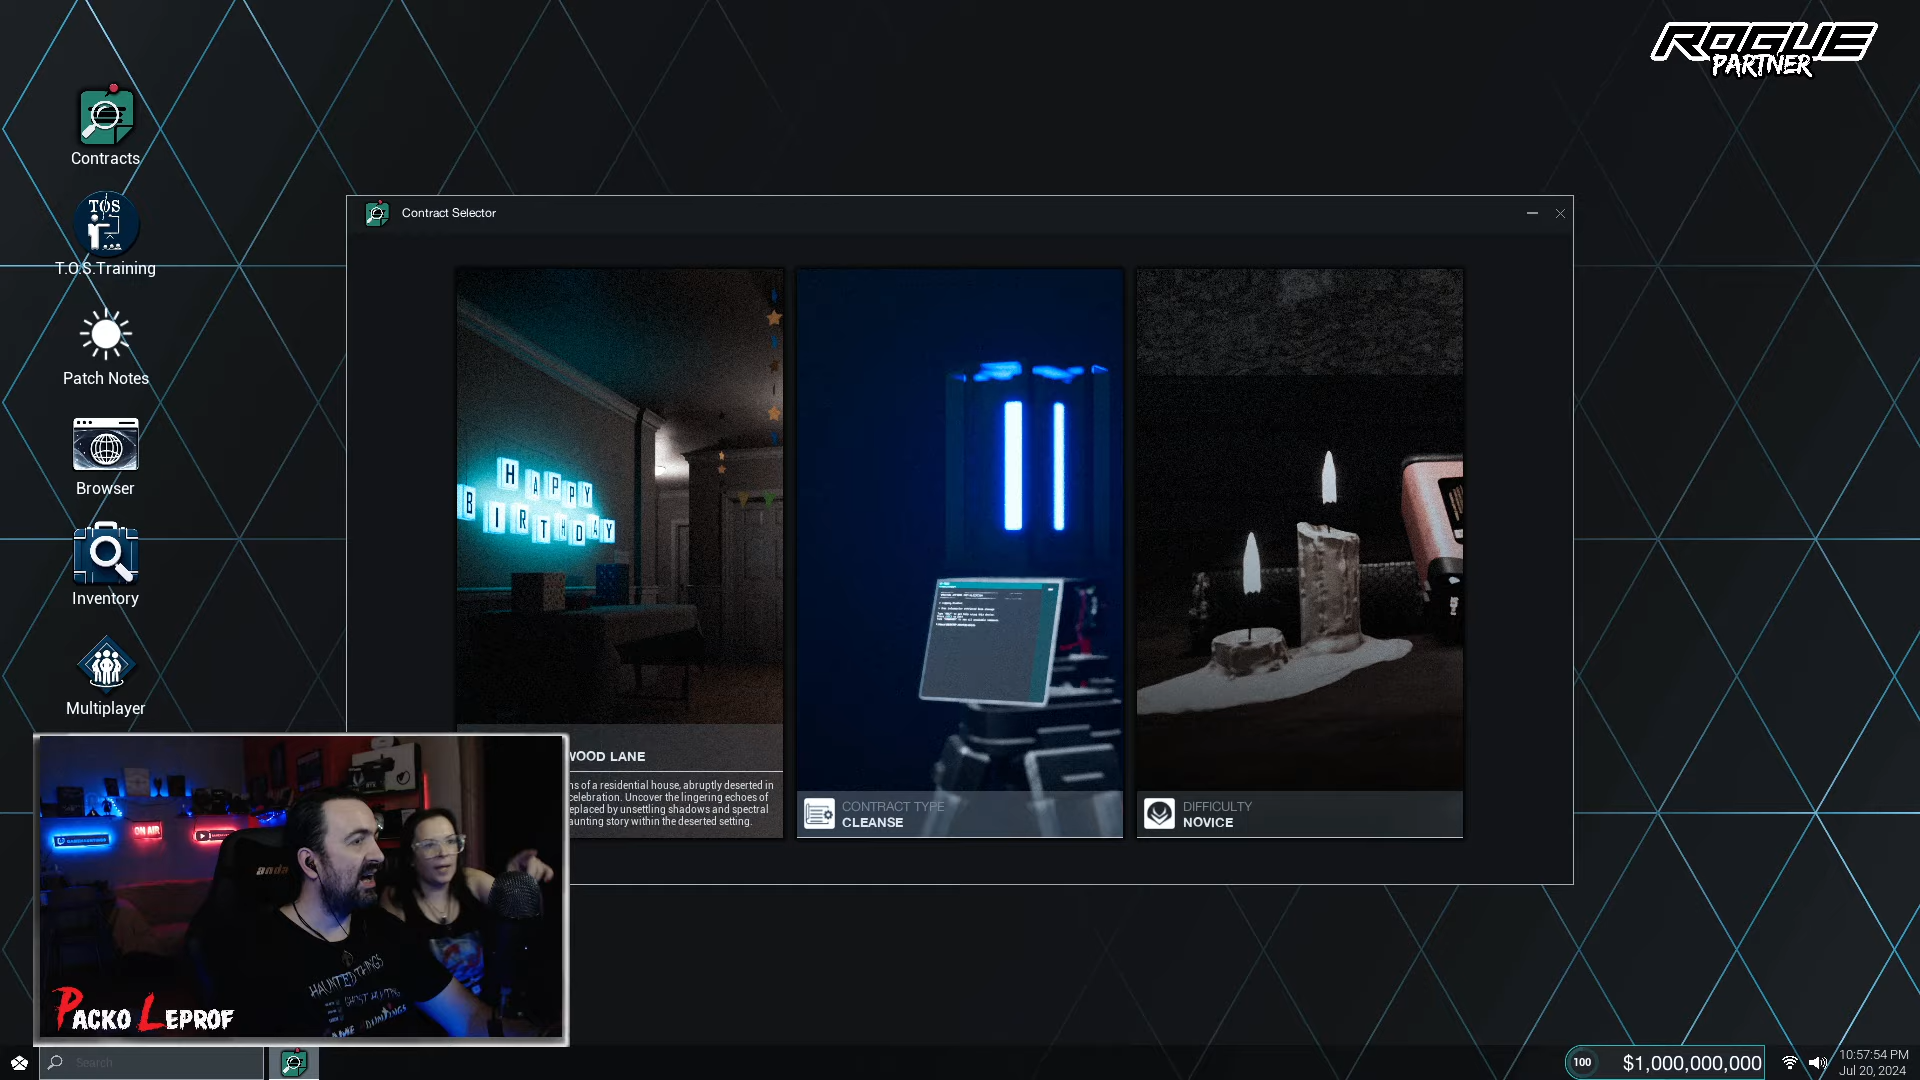 ROGUE
PARTNER
Contracts
TOS
T.O.S.Training
Patch Notes
Browser
Inventory
Multiplayer
Contract Selector
HAPPY
BIRTHDAY
WOOD LANE
ns of a residential house, abruptly deserted in
celebration. Uncover the lingering echoes of
eplaced by unsettling shadows and spectral
aunting story within the deserted setting.
CONTRACT TYPE
CLEANSE
DIFFICULTY
NOVICE
ON AIR
anda
HAUNTED THINGS
GHOST HUNTING
PACKO LEPROF
Search
100
$1,000,000,000
10:57:54 PM
Jul 20, 2024